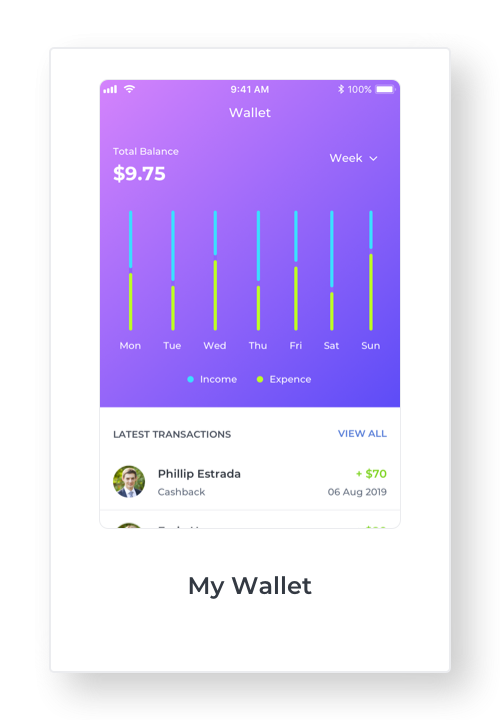 9:41 AM 100%
Wallet
Total Balance
$9.75
Week
Mon Tue Wed Thu Fri Sat Sun
Income Expence
LATEST TRANSACTIONS VIEW ALL
Phillip Estrada + $70
Cashback 06 Aug 2019
My Wallet